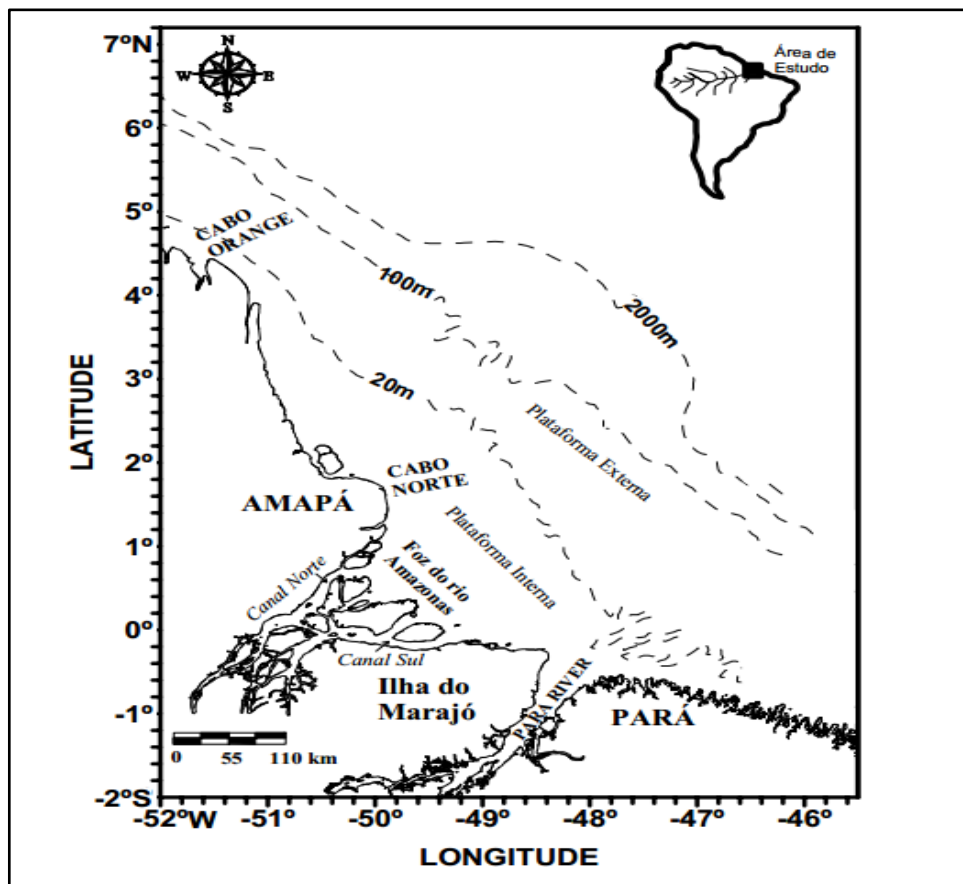 7ºN
6º
5º
4º
3º
2º
1º
0º
-1º
-2ºS
LATITUDE
N
W
E
S
Área de
Estudo
CABO
ORANGE
100m
2000m
20m
Plataforma Externa
CABO
NORTE
AMAPÁ
Plataforma Interna
Foz do rio
Amazonas
Canal Norte
Canal Sul
Ilha do
Marajó
PARA RIVER
PARÁ
0 55 110 km
-52ºW -51º -50º -49º -48º -47º -46º
LONGITUDE